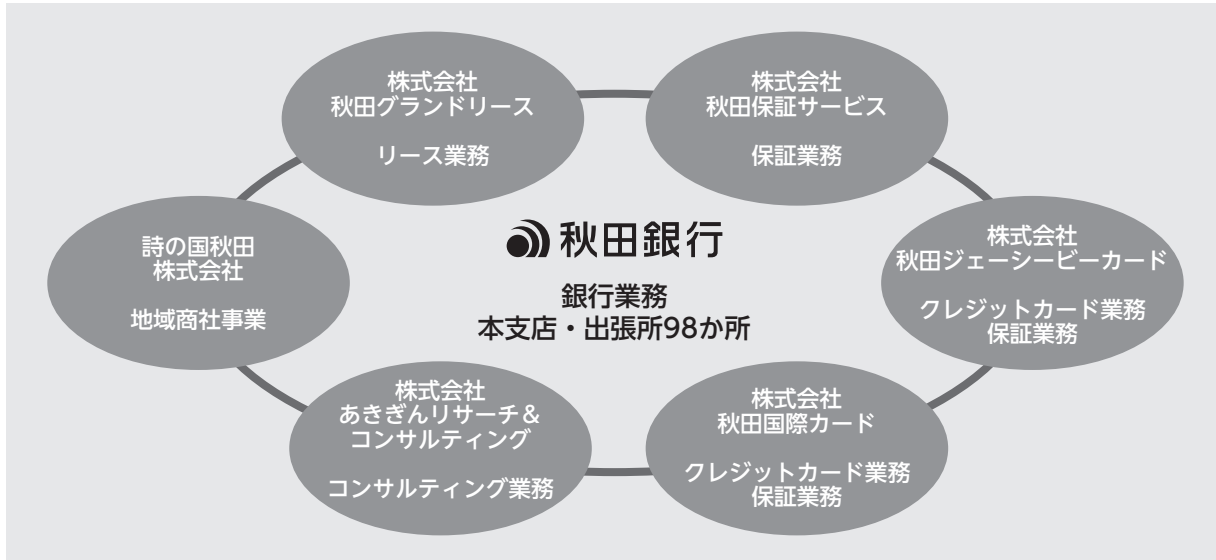 株式会社
秋田グランドリース
リース業務
株式会社
秋田保証サービス
保証業務
詩の国秋田
株式会社
地域商社事業
秋田銀行
銀行業務
本支店・出張所98か所
株式会社
秋田ジェーシービーカード
クレジットカード業務
保証業務
株式会社
あきぎんリサーチ&
コンサルティング
コンサルティング業務
株式会社
秋田国際カード
クレジットカード業務
保証業務